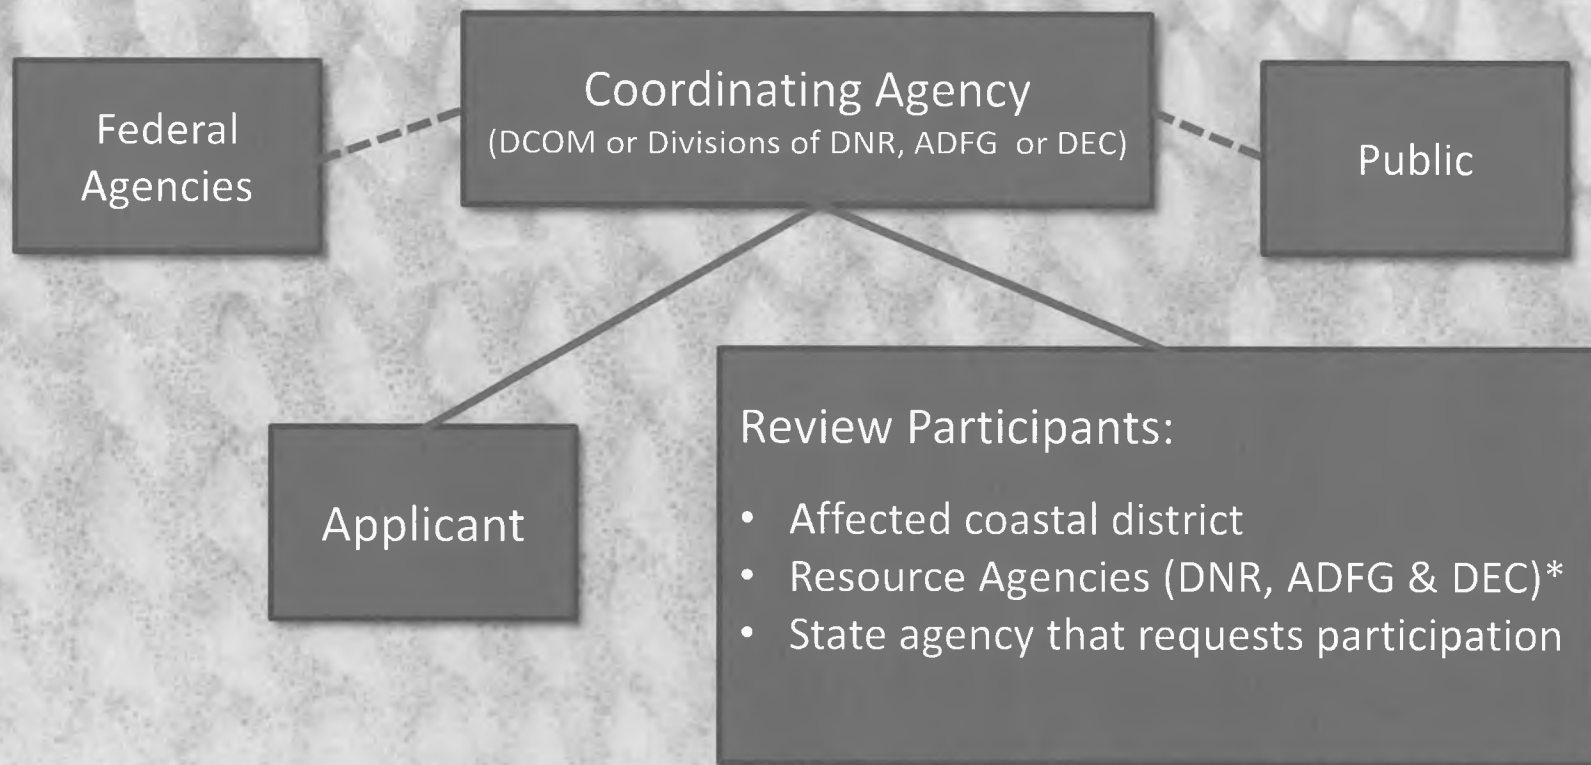 Coordinating Agency
(DCOM or Divisions of DNR, ADFG or DEC)
Federal
Agencies
Public
Applicant
Review Participants:
• Affected coastal district
• Resource Agencies (DNR, ADFG & DEC)*
• State agency that requests participation